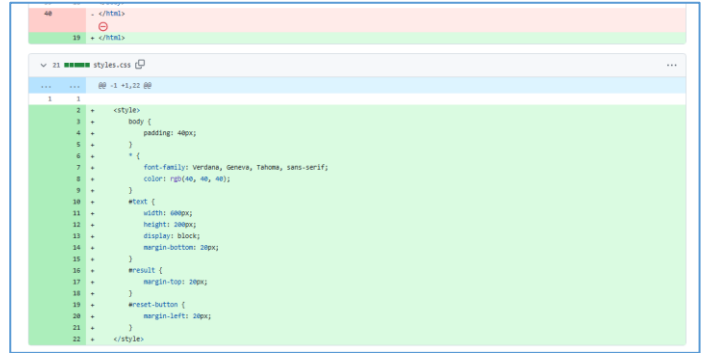 40 - </html>
19 + </html>
21 styles.css
... ... @@ -1 +1,22 @@
1 1
2 + <style>
3 + body {
4 + padding: 40px;
5 + }
6 + * {
7 + font-family: Verdana, Geneva, Tahoma, sans-serif;
8 + color: rgb(40, 40, 40);
9 + }
10 + #text {
11 + width: 600px;
12 + height: 200px;
13 + display: block;
14 + margin-bottom: 20px;
15 + }
16 + #result {
17 + margin-top: 20px;
18 + }
19 + #reset-button {
20 + margin-left: 20px;
21 + }
22 + </style>